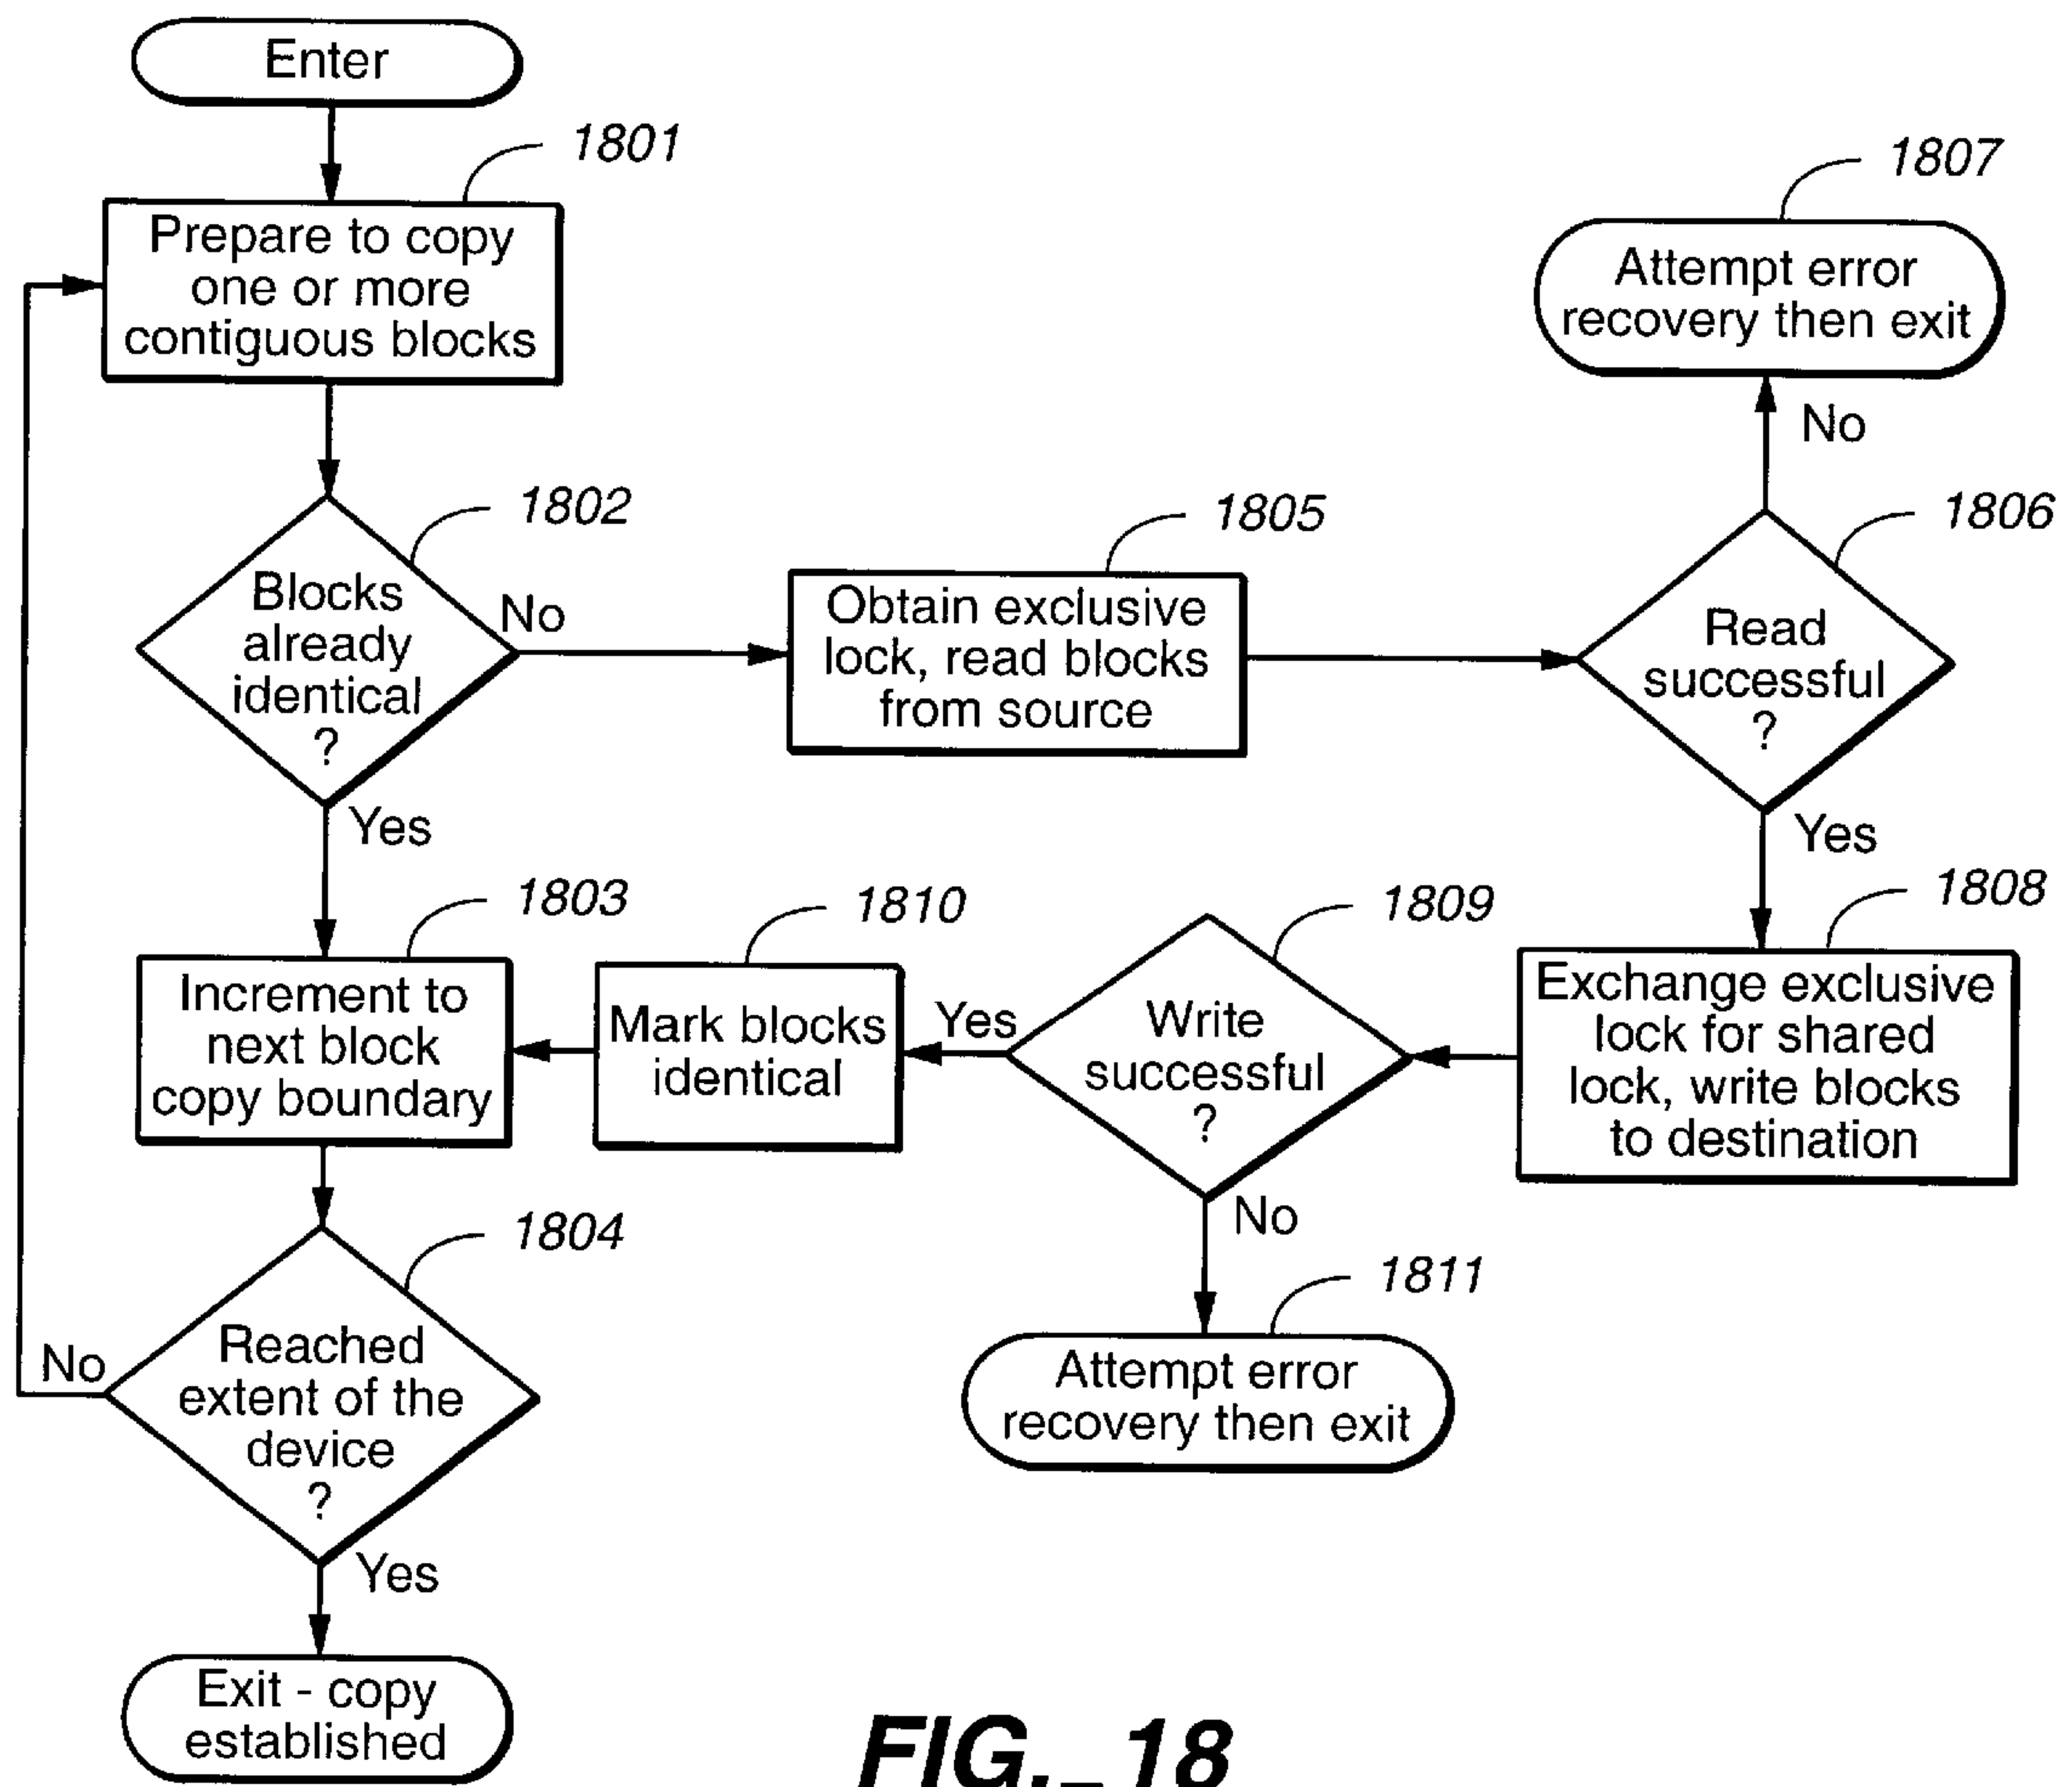 Enter
1801
Prepare to copy
one or more
contiguous blocks
1802
Blocks
already
identical
?
No
Yes
1805
Obtain exclusive
lock, read blocks
from source
1806
Read
successful
?
No
1807
Attempt error
recovery then exit
Yes
1808
Exchange exclusive
lock for shared
lock, write blocks
to destination
1809
Write
successful
?
Yes
1810
Mark blocks
identical
No
1811
Attempt error
recovery then exit
1803
Increment to
next block
copy boundary
1804
Reached
extent of the
device
?
No
Yes
Exit - copy
established
FIG._18